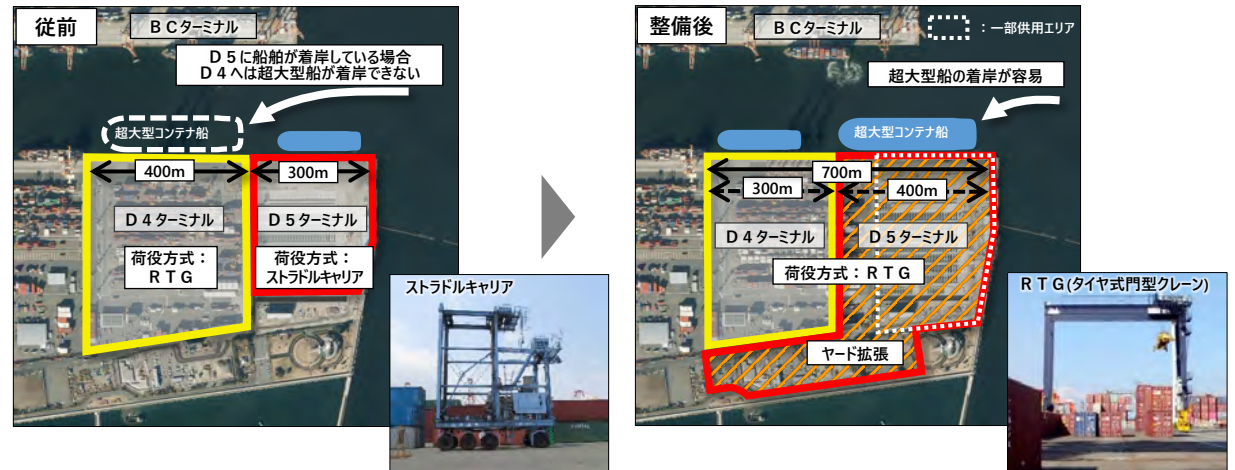 従前
BCターミナル
D5に船舶が着岸している場合
D4へは超大型船が着岸できない
超大型コンテナ船
400m
300m
D4ターミナル
D5ターミナル
荷役方式：
RTG
荷役方式：
ストラドルキャリア
ストラドルキャリア
整備後
BCターミナル
：一部供用エリア
超大型船の着岸が容易
超大型コンテナ船
700m
300m
400m
D4ターミナル
D5ターミナル
荷役方式：RTG
ヤード拡張
RTG(タイヤ式門型クレーン)